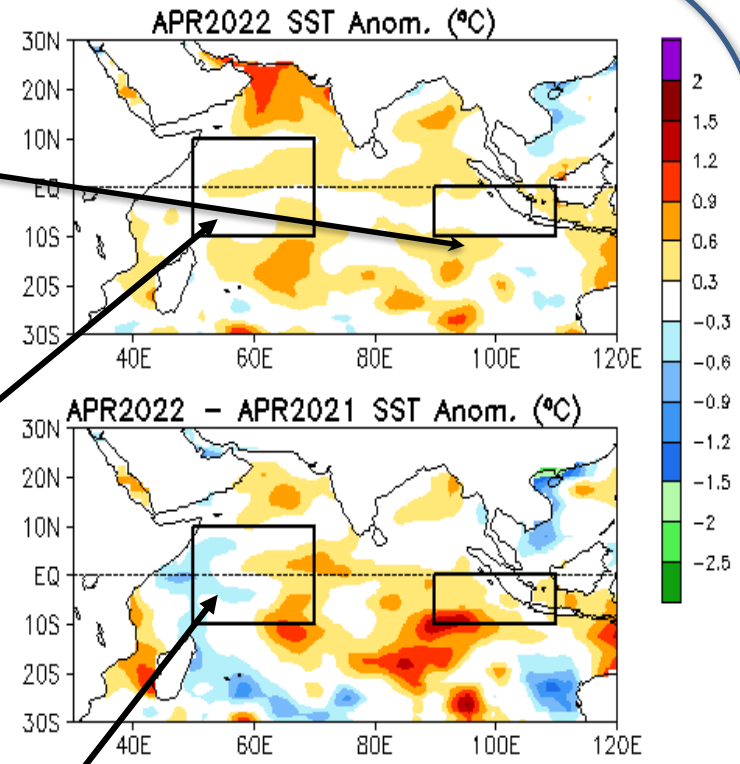 APR2022 SST Anom. (ºC)
30N
20N
10N
EQ
10S
20S
30S
40E 60E 80E 100E 120E
APR2022 – APR2021 SST Anom. (ºC)
30N
20N
10N
EQ
10S
20S
30S
40E 60E 80E 100E 120E
2
1.5
1.2
0.9
0.6
0.3
-0.3
-0.6
-0.9
-1.2
-1.5
-2
-2.5